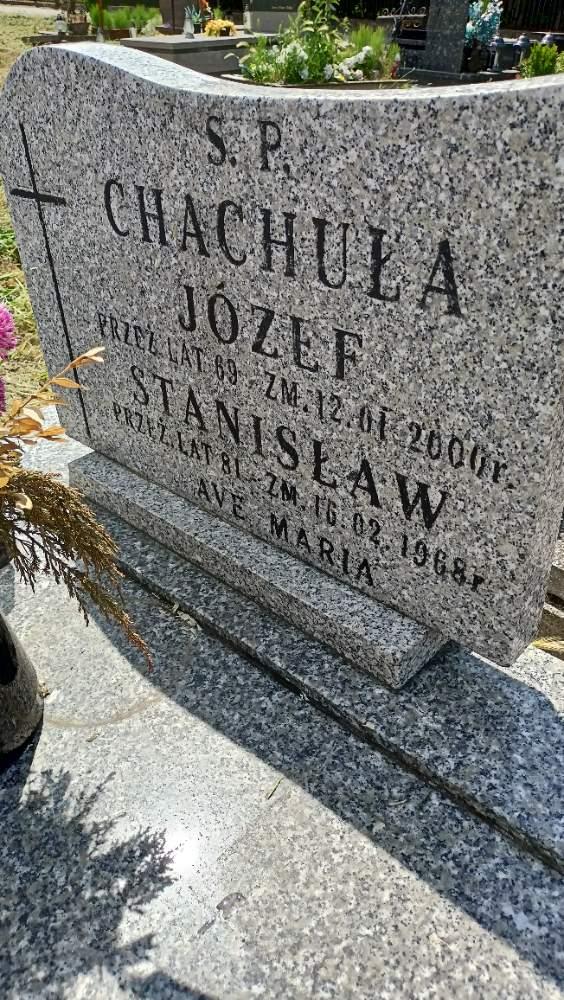 S. P.
CHACHUŁA
JÓZEF
PRZEŻ. LAT 69 - ZM. 12.01.2000r.
STANISŁAW
PRZEŻ. LAT 81 - ZM. 16.02.1968r.
AVE MARIA